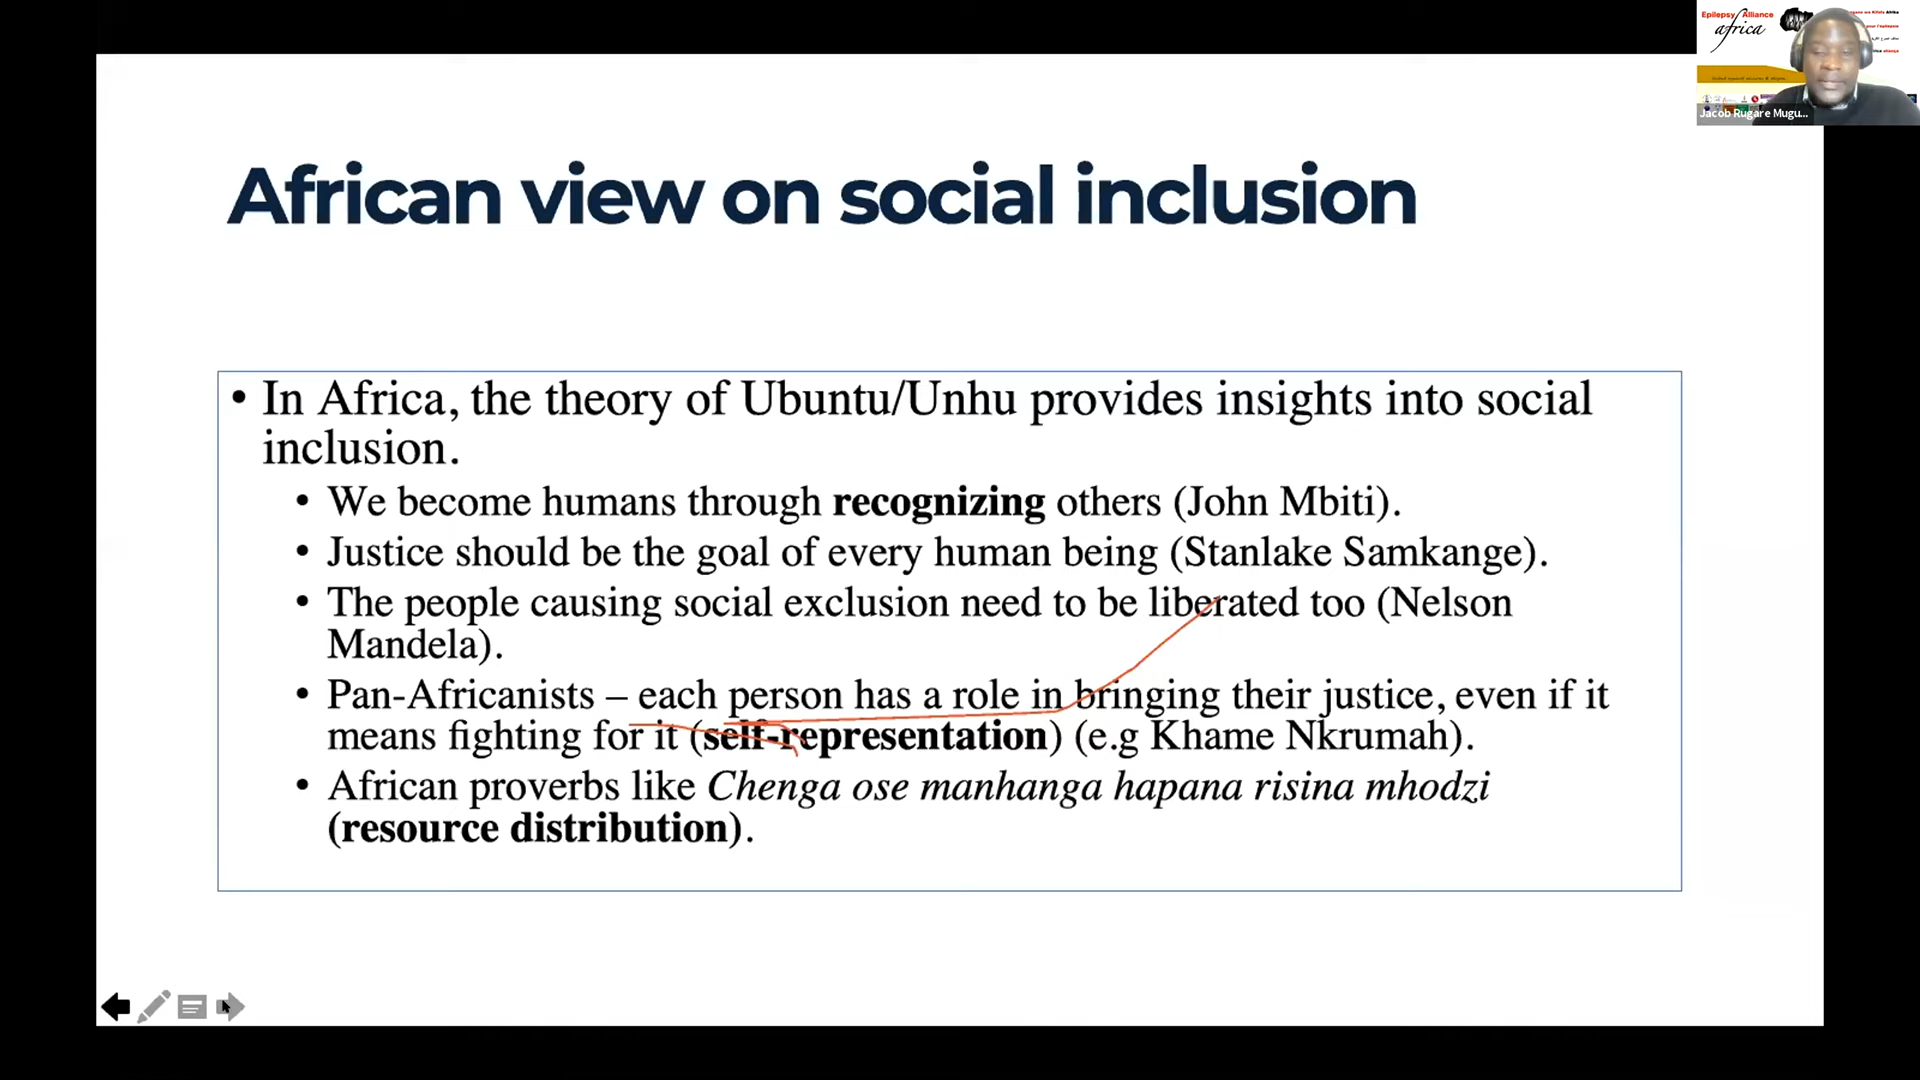 Epilepsy Alliance
africa
Jacob Rugare Mugu...
African view on social inclusion
• In Africa, the theory of Ubuntu/Unhu provides insights into social
inclusion.
• We become humans through recognizing others (John Mbiti).
• Justice should be the goal of every human being (Stanlake Samkange).
• The people causing social exclusion need to be liberated too (Nelson
Mandela).
• Pan-Africanists – each person has a role in bringing their justice, even if it
means fighting for it (self-representation) (e.g Khame Nkrumah).
• African proverbs like Chenga ose manhanga hapana risina mhodzi
(resource distribution).